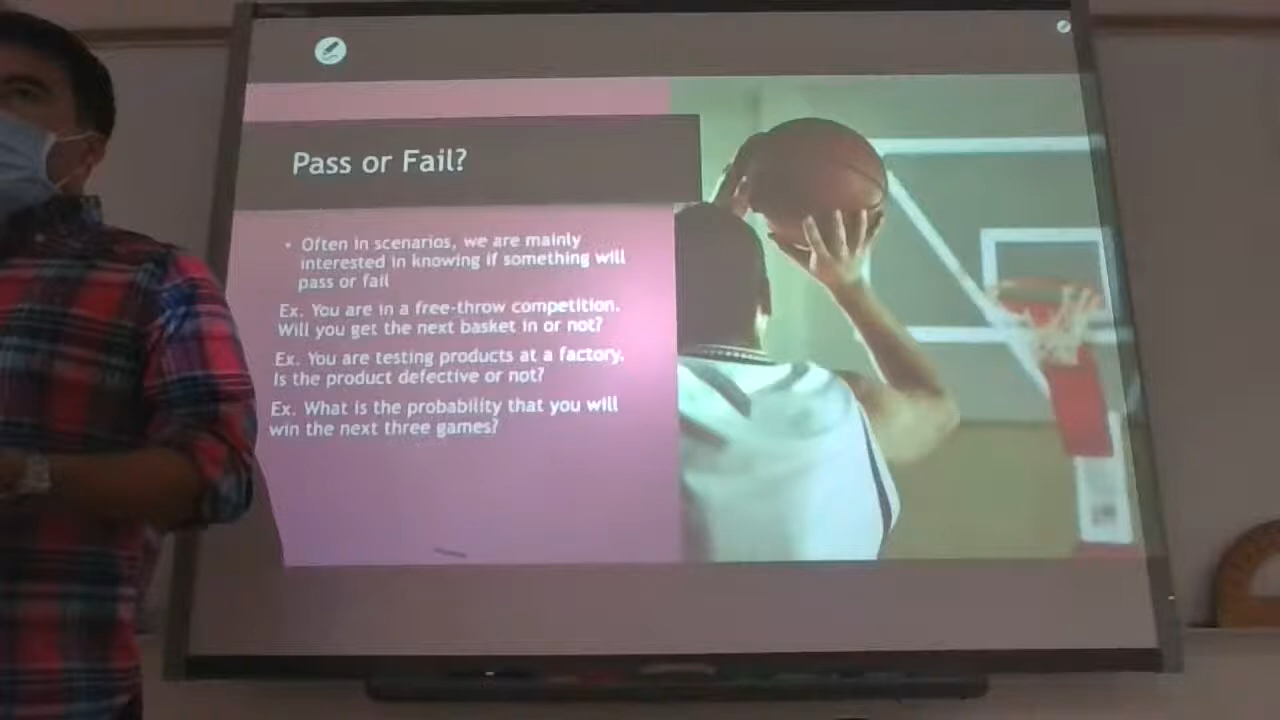 Pass or Fail?
• Often in scenarios, we are mainly
interested in knowing if something will
pass or fail
Ex. You are in a free-throw competition.
Will you get the next basket in or not?
Ex. You are testing products at a factory.
Is the product defective or not?
Ex. What is the probability that you will
win the next three games?